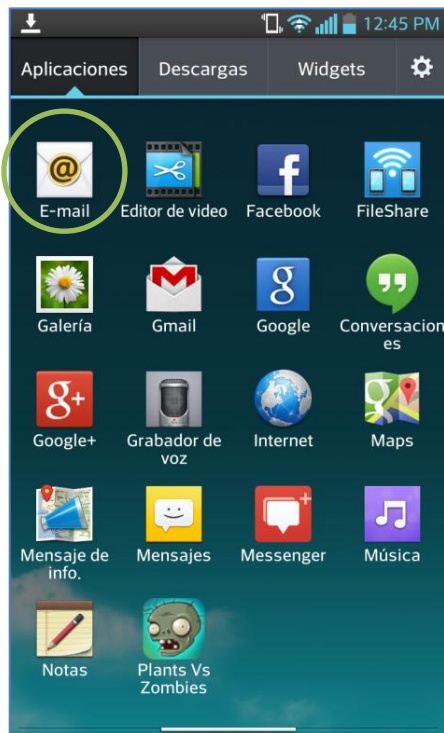 12:45 PM
Aplicaciones Descargas Widgets
E-mail Editor de video Facebook FileShare
Galería Gmail Google Conversacion
es
Google+ Grabador de
voz Internet Maps
Mensaje de
info. Mensajes Messenger Música
Notas Plants Vs
Zombies